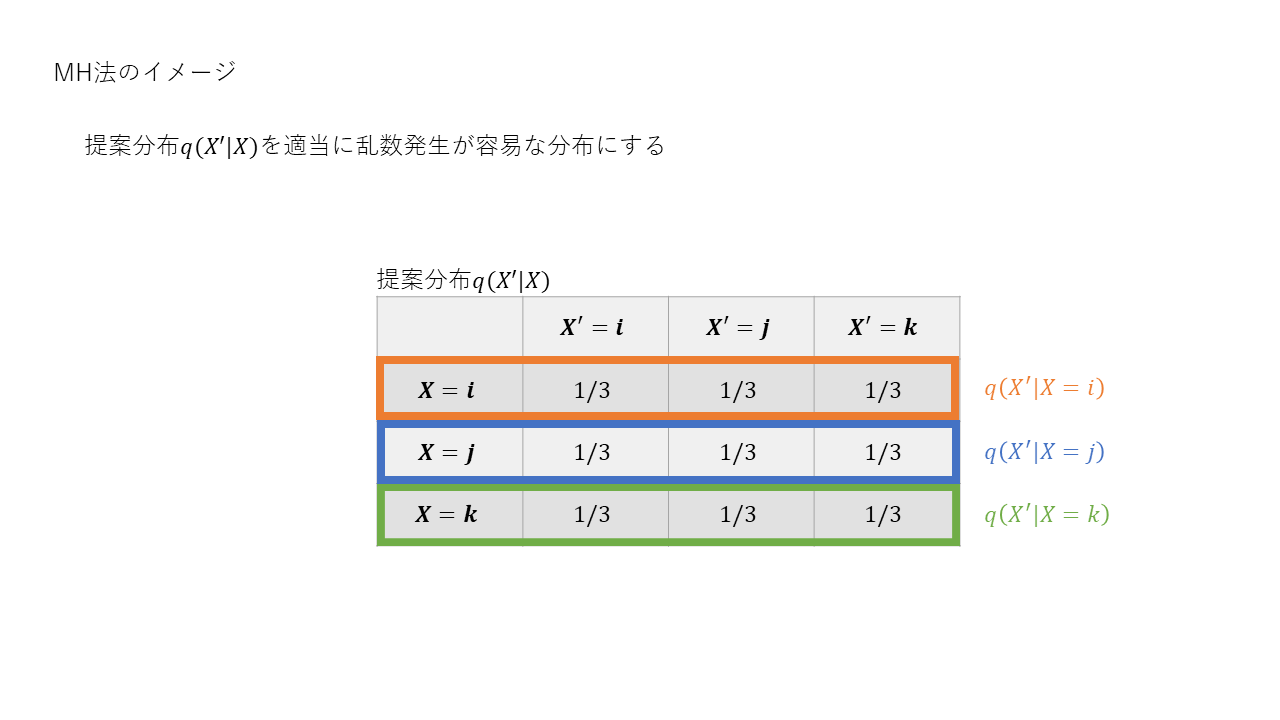 MH法のイメージ
提案分布q(X′|X)を適当に乱数発生が容易な分布にする
提案分布q(X′|X)
X′ = i X′ = j X′ = k
X = i 1/3 1/3 1/3 q(X′|X = i)
X = j 1/3 1/3 1/3 q(X′|X = j)
X = k 1/3 1/3 1/3 q(X′|X = k)